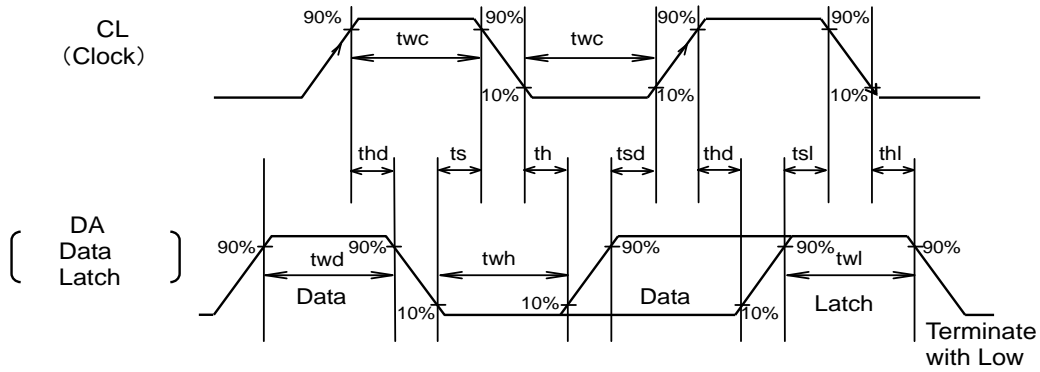 CL
（Clock）
90%
90%
90%
90%
twc
twc
10%
10%
10%
thd
ts
th
tsd
thd
tsl
thl
DA
Data
Latch
90%
90%
90%
90%
90%
twd
twh
twl
Data
Data
Latch
10%
10%
10%
Terminate
with Low